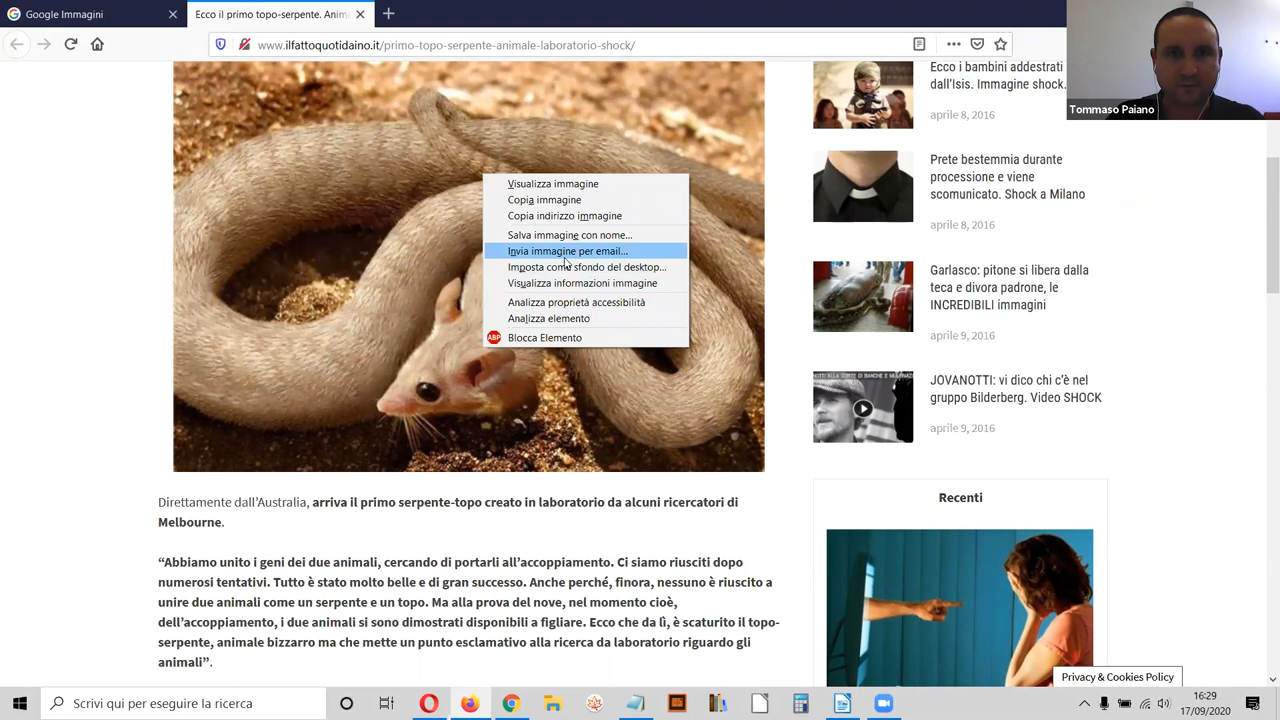 Google Immagini
Ecco il primo topo-serpente. Anim
www.ilfattoquotidaino.it/primo-topo-serpente-animale-laboratorio-shock/
Tommaso Paiano
Visualizza immagine
Copia immagine
Copia indirizzo immagine
Salva immagine con nome...
Invia immagine per email...
Imposta come sfondo del desktop...
Visualizza informazioni immagine
Analizza proprietà accessibilità
Analizza elemento
ABP Blocca Elemento
Direttamente dall'Australia, arriva il primo serpente-topo creato in laboratorio da alcuni ricercatori di
Melbourne.
“Abbiamo unito i geni dei due animali, cercando di portarli all'accoppiamento. Ci siamo riusciti dopo
numerosi tentativi. Tutto è stato molto belle e di gran successo. Anche perché, finora, nessuno è riuscito a
unire due animali come un serpente e un topo. Ma alla prova del nove, nel momento cioè,
dell'accoppiamento, i due animali si sono dimostrati disponibili a figliare. Ecco che da lì, è scaturito il topo-
serpente, animale bizzarro ma che mette un punto esclamativo alla ricerca da laboratorio riguardo gli
animali”.
Ecco i bambini addestrati
dall'Isis. Immagine shock.
aprile 8, 2016
Prete bestemmia durante
processione e viene
scomunicato. Shock a Milano
aprile 8, 2016
Garlasco: pitone si libera dalla
teca e divora padrone, le
INCREDIBILI immagini
aprile 9, 2016
JOVANOTTI: vi dico chi c'è nel
gruppo Bilderberg. Video SHOCK
aprile 9, 2016
Recenti
Privacy & Cookies Policy
Scrivi qui per eseguire la ricerca
16:29
17/09/2020